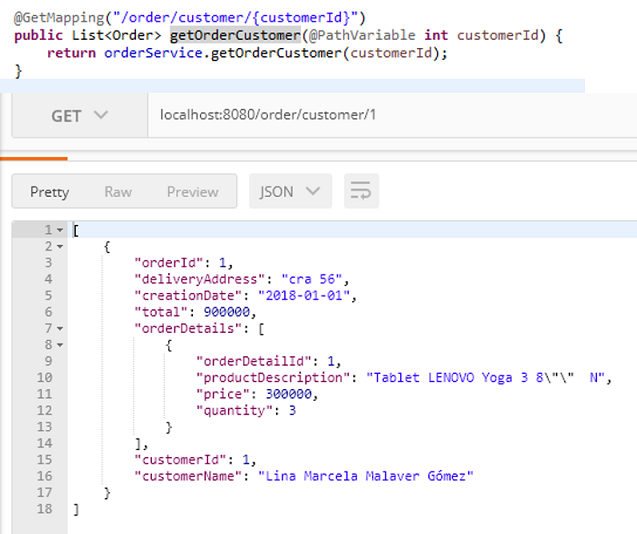 @GetMapping("/order/customer/{customerId}")
public List<Order> getOrderCustomer(@PathVariable int customerId) {
return orderService.getOrderCustomer(customerId);
}
GET localhost:8080/order/customer/1
Pretty Raw Preview JSON
1 [
2 {
3 "orderId": 1,
4 "deliveryAddress": "cra 56",
5 "creationDate": "2018-01-01",
6 "total": 900000,
7 "orderDetails": [
8 {
9 "orderDetailId": 1,
10 "productDescription": "Tablet LENOVO Yoga 3 8\"\"  N",
11 "price": 300000,
12 "quantity": 3
13 }
14 ],
15 "customerId": 1,
16 "customerName": "Lina Marcela Malaver Gómez"
17 }
18 ]